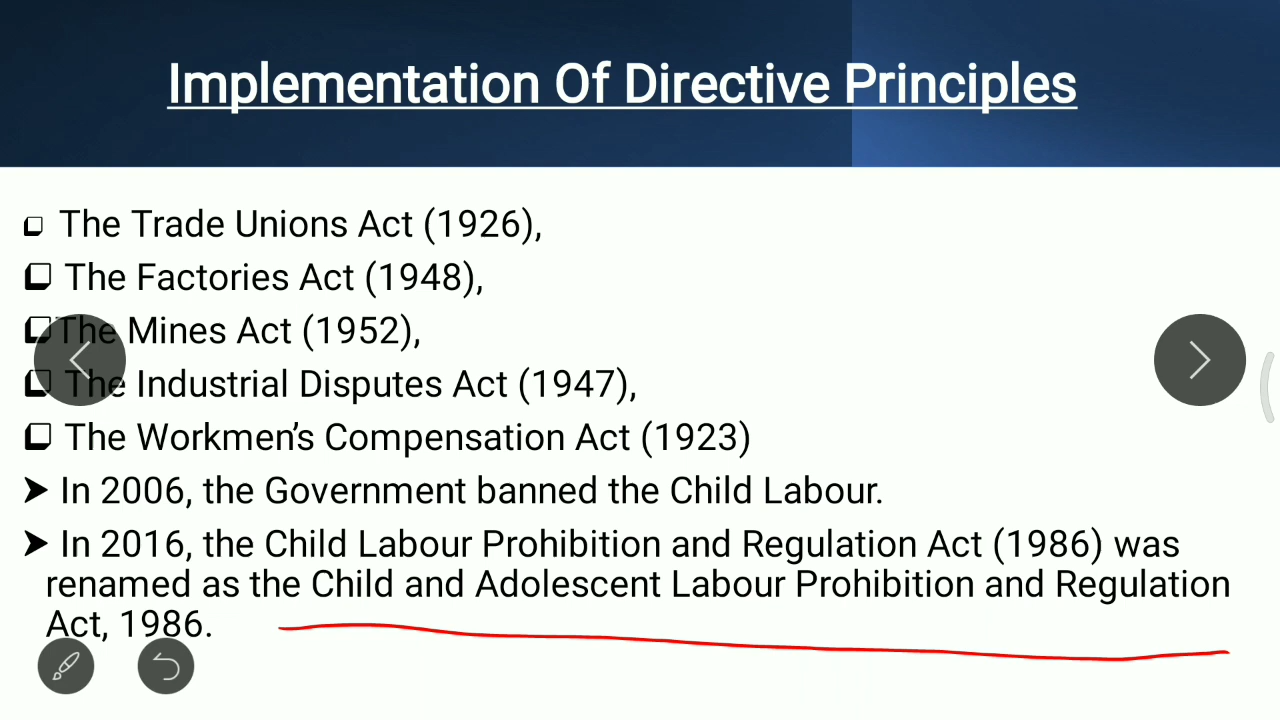 Implementation Of Directive Principles
The Trade Unions Act (1926),
The Factories Act (1948),
The Mines Act (1952),
The Industrial Disputes Act (1947),
The Workmen's Compensation Act (1923)
In 2006, the Government banned the Child Labour.
In 2016, the Child Labour Prohibition and Regulation Act (1986) was
renamed as the Child and Adolescent Labour Prohibition and Regulation
Act, 1986.